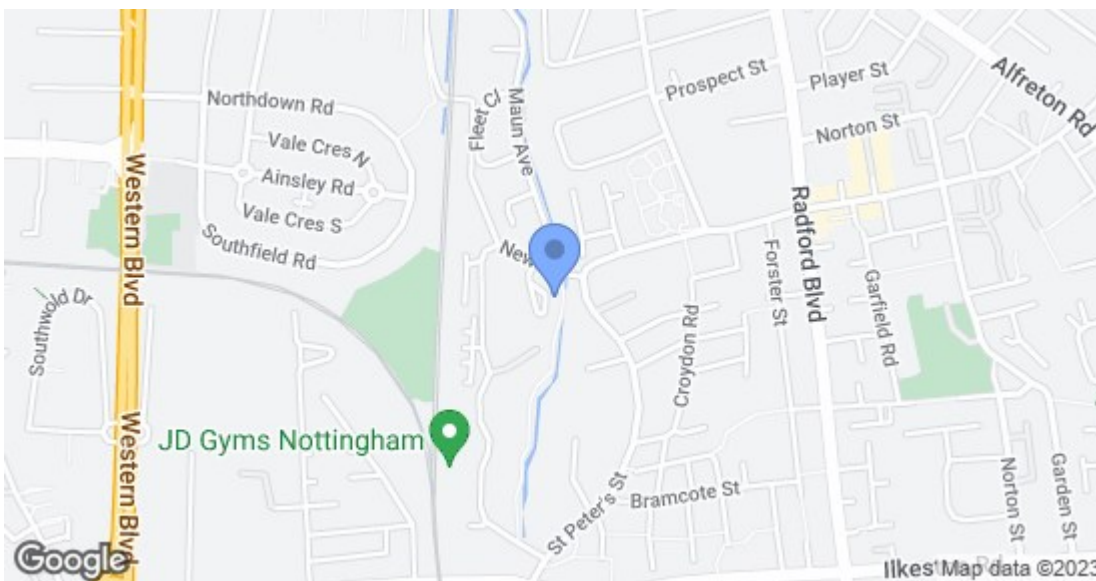 Prospect St
Player St
Alfreton Rd
Northdown Rd
Fleet Cl
Maun Ave
Norton St
Vale Cres N
Ainsley Rd
Western Blvd
Vale Cres S
Radford Blvd
Southfield Rd
New
Forster St
Garfield Rd
Southwold Dr
Croydon Rd
JD Gyms Nottingham
Western Blvd
Bramcote St
St Peter's St
Norton St
Garden St
Google
Ilkes
Map data ©2023